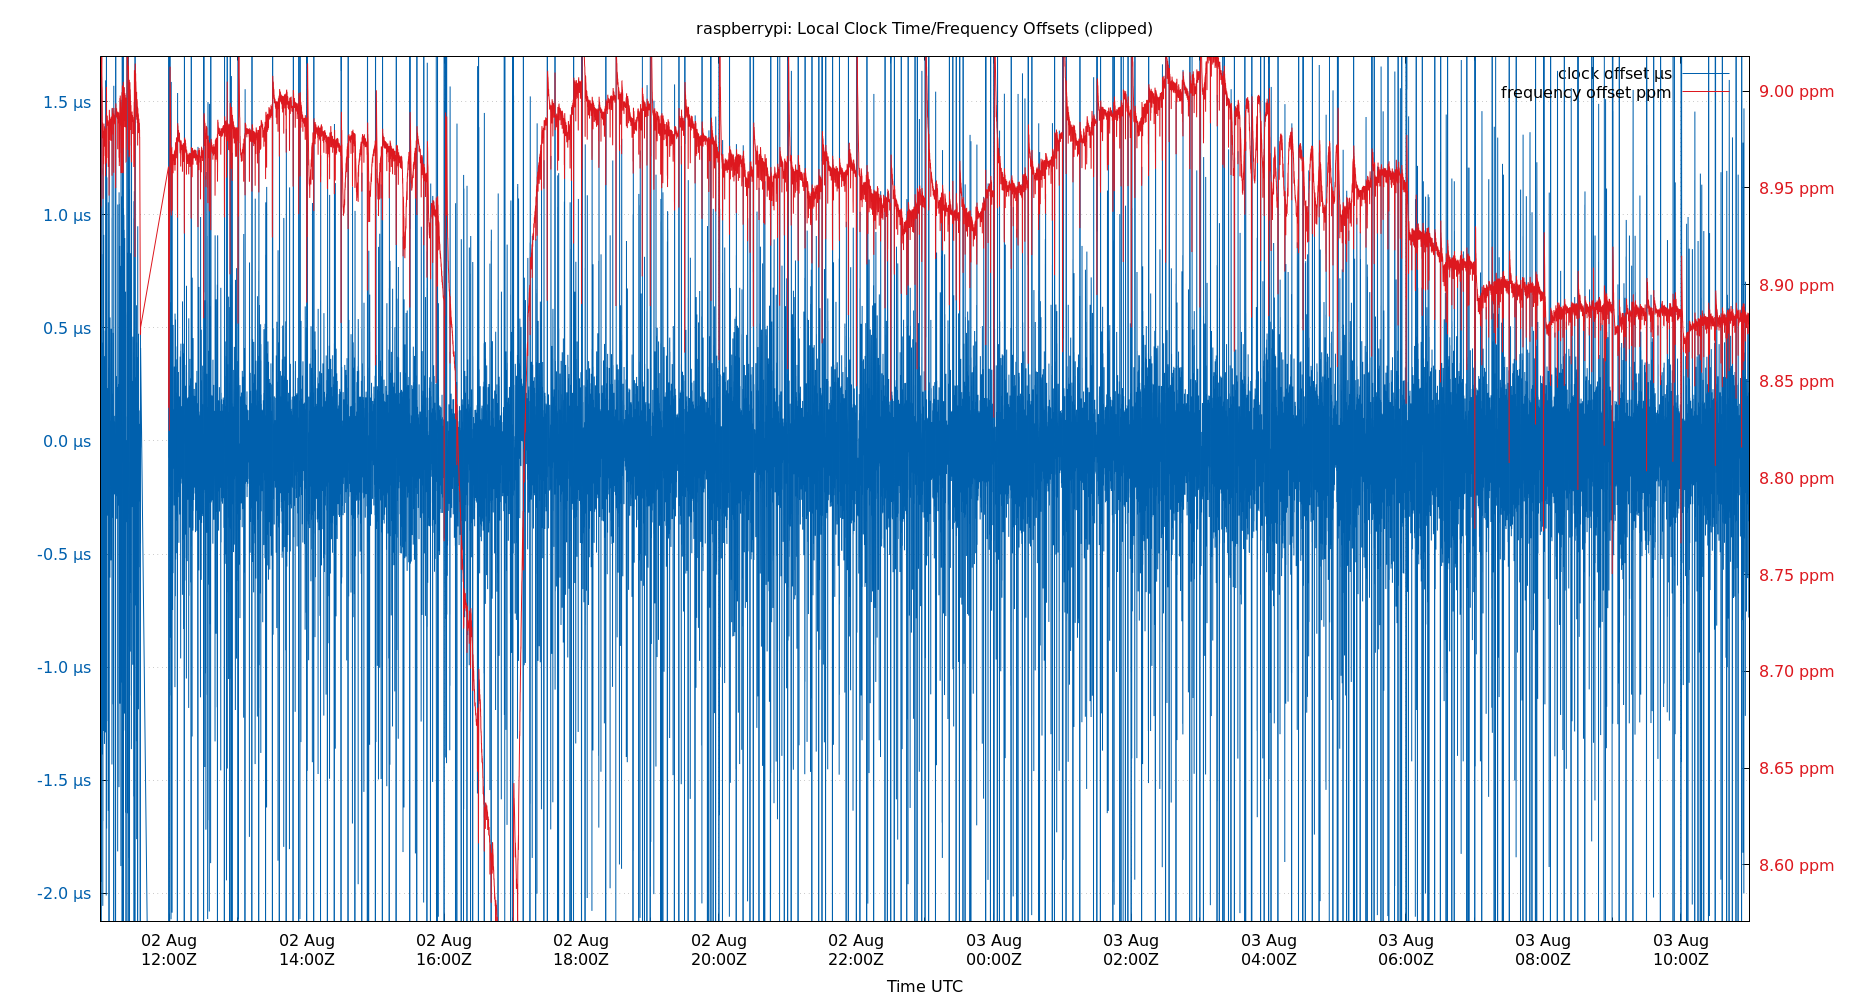 raspberrypi: Local Clock Time/Frequency Offsets (clipped)
clock offset µs
frequency offset ppm
1.5 µs
1.0 µs
0.5 µs
0.0 µs
-0.5 µs
-1.0 µs
-1.5 µs
-2.0 µs
9.00 ppm
8.95 ppm
8.90 ppm
8.85 ppm
8.80 ppm
8.75 ppm
8.70 ppm
8.65 ppm
8.60 ppm
02 Aug 02 Aug 02 Aug 02 Aug 02 Aug 02 Aug 03 Aug 03 Aug 03 Aug 03 Aug 03 Aug 03 Aug
12:00Z 14:00Z 16:00Z 18:00Z 20:00Z 22:00Z 00:00Z 02:00Z 04:00Z 06:00Z 08:00Z 10:00Z
Time UTC